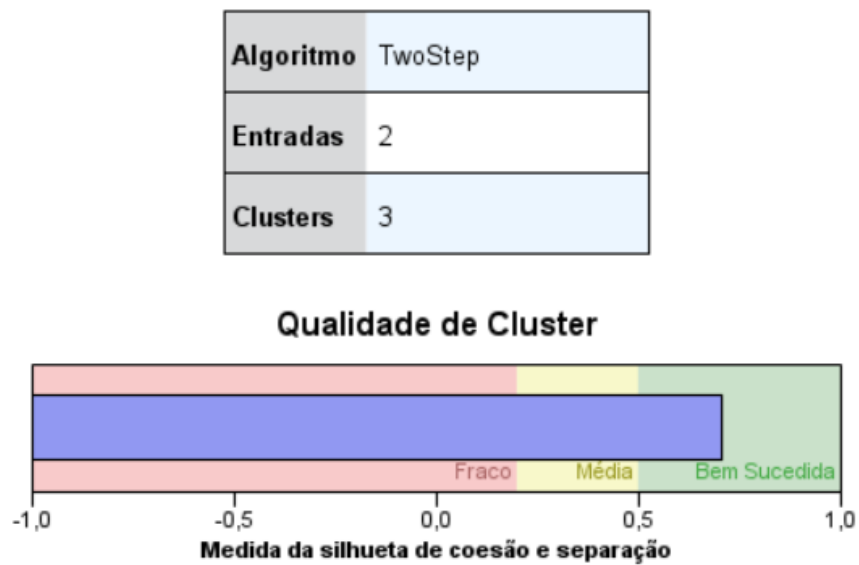 Algoritmo TwoStep
Entradas 2
Clusters 3
Qualidade de Cluster
Fraco Média Bem Sucedida
-1,0 -0,5 0,0 0,5 1,0
Medida da silhueta de coesão e separação